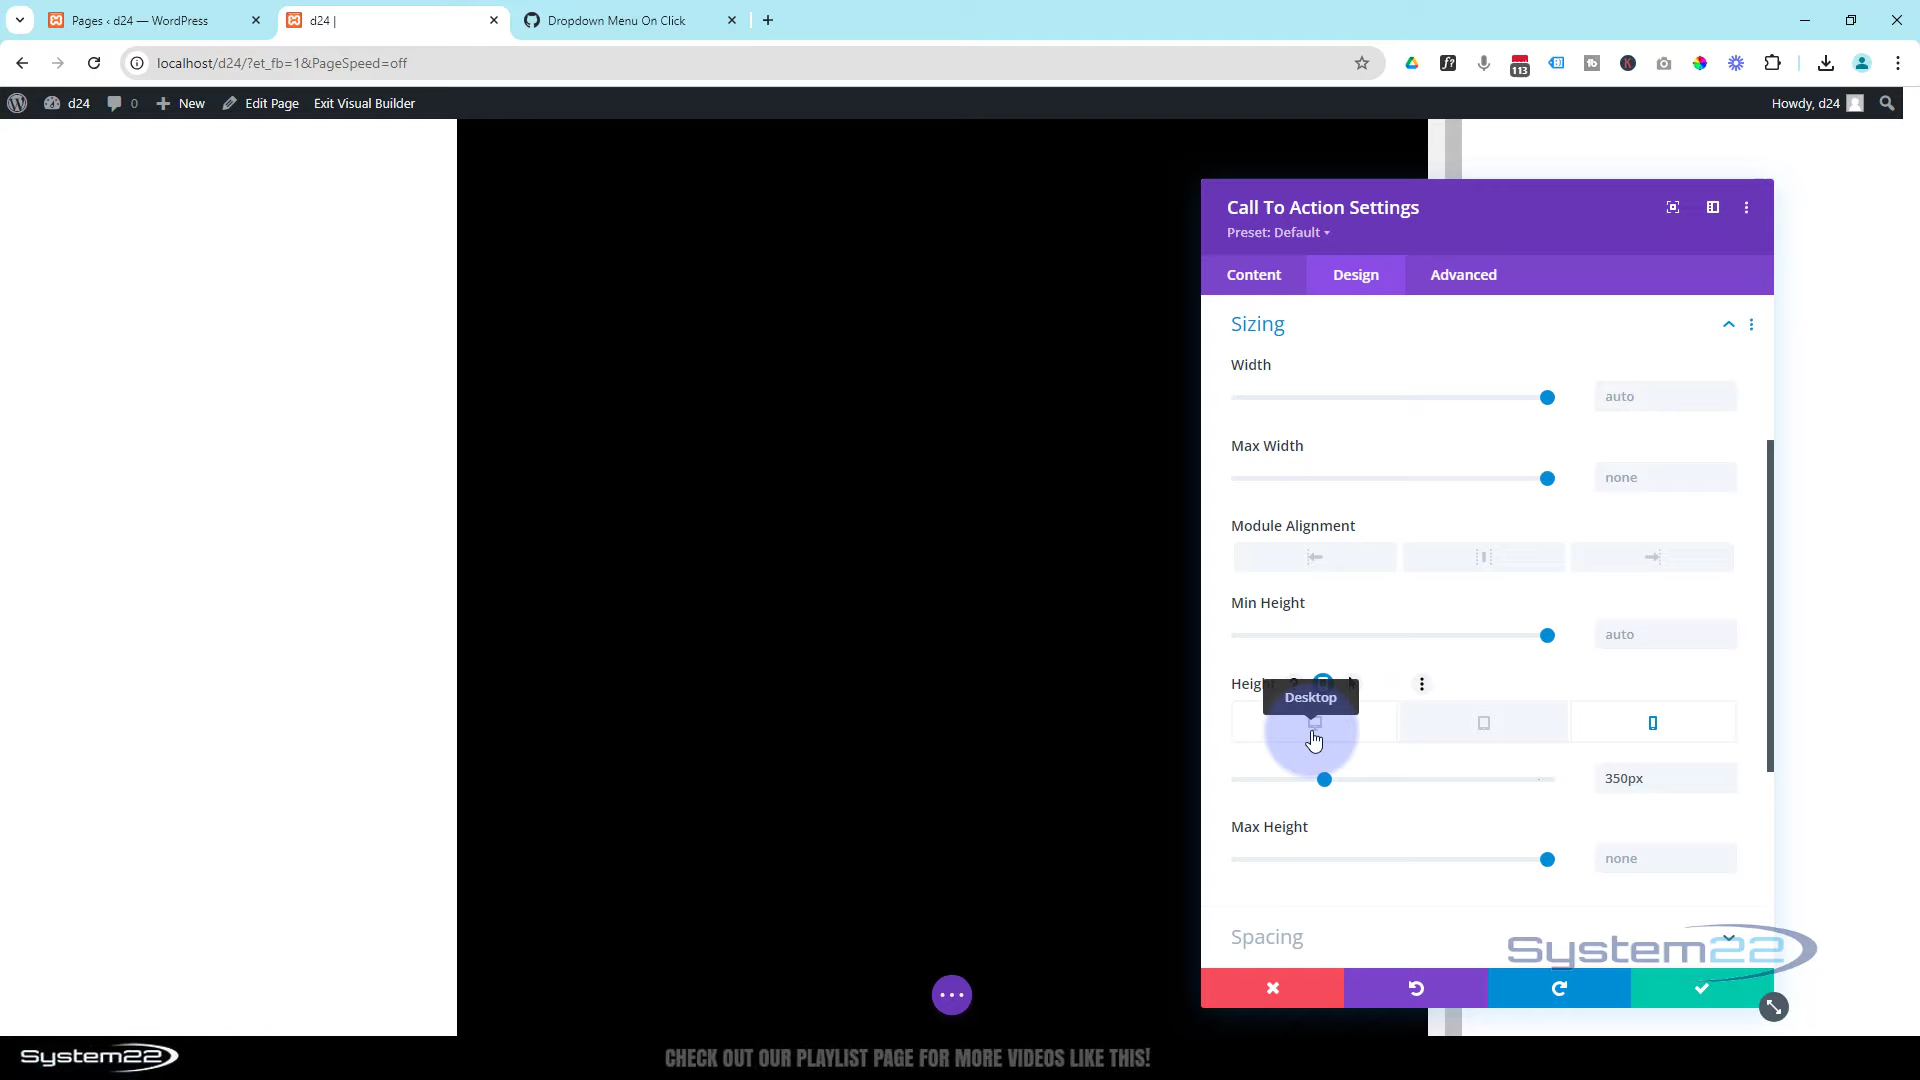 Pages ‹ d24 — WordPress
d24 |
Dropdown Menu On Click
localhost/d24/?et_fb=1&PageSpeed=off
113
d24
0
New
Edit Page
Exit Visual Builder
Howdy, d24
Call To Action Settings
Preset: Default
Content
Design
Advanced
Sizing
Width
auto
Max Width
none
Module Alignment
Min Height
auto
Height
Desktop
350px
Max Height
none
Spacing
System22
System22
CHECK OUT OUR PLAYLIST PAGE FOR MORE VIDEOS LIKE THIS!